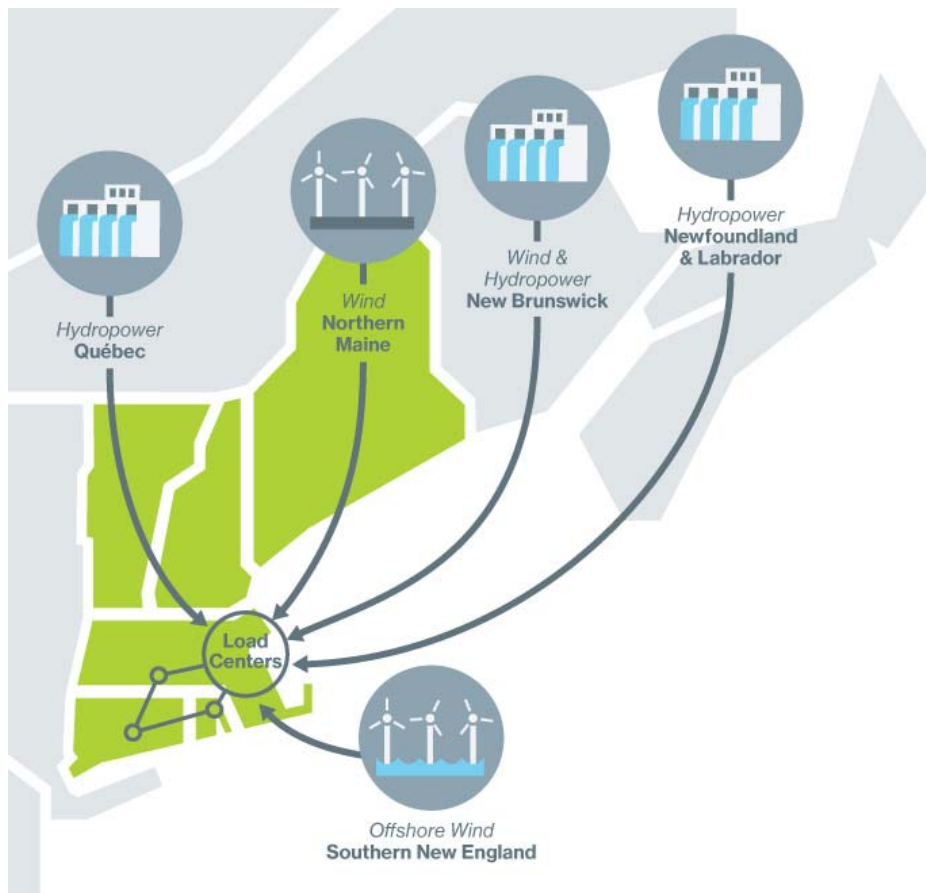 Hydropower
Québec
Wind
Northern
Maine
Wind &
Hydropower
New Brunswick
Hydropower
Newfoundland
& Labrador
Load
Centers
Offshore Wind
Southern New England